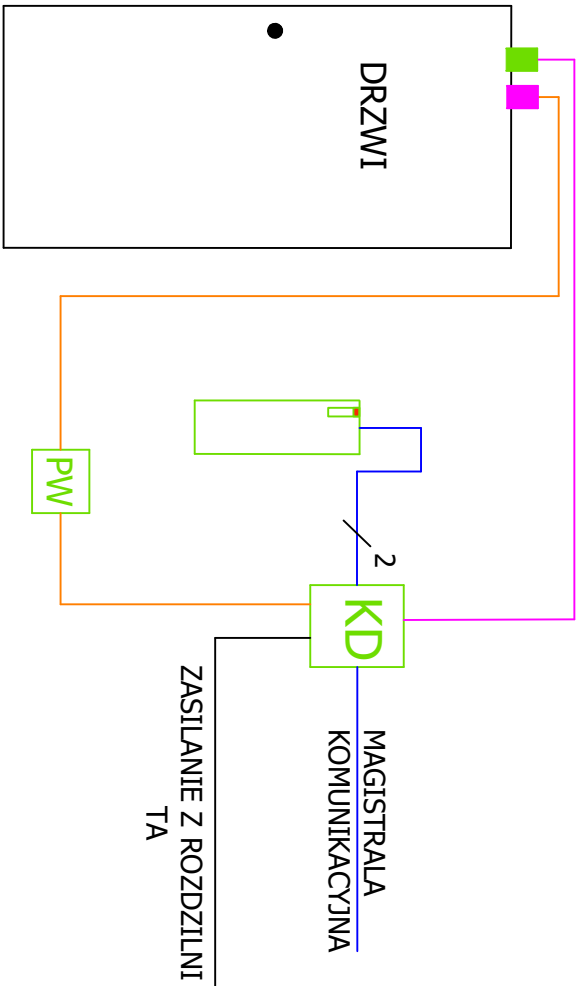 DRZWI
PW
2
KD
MAGISTRALA
KOMUNIKACYJNA
ZASILANIE Z ROZDZILNI
TA